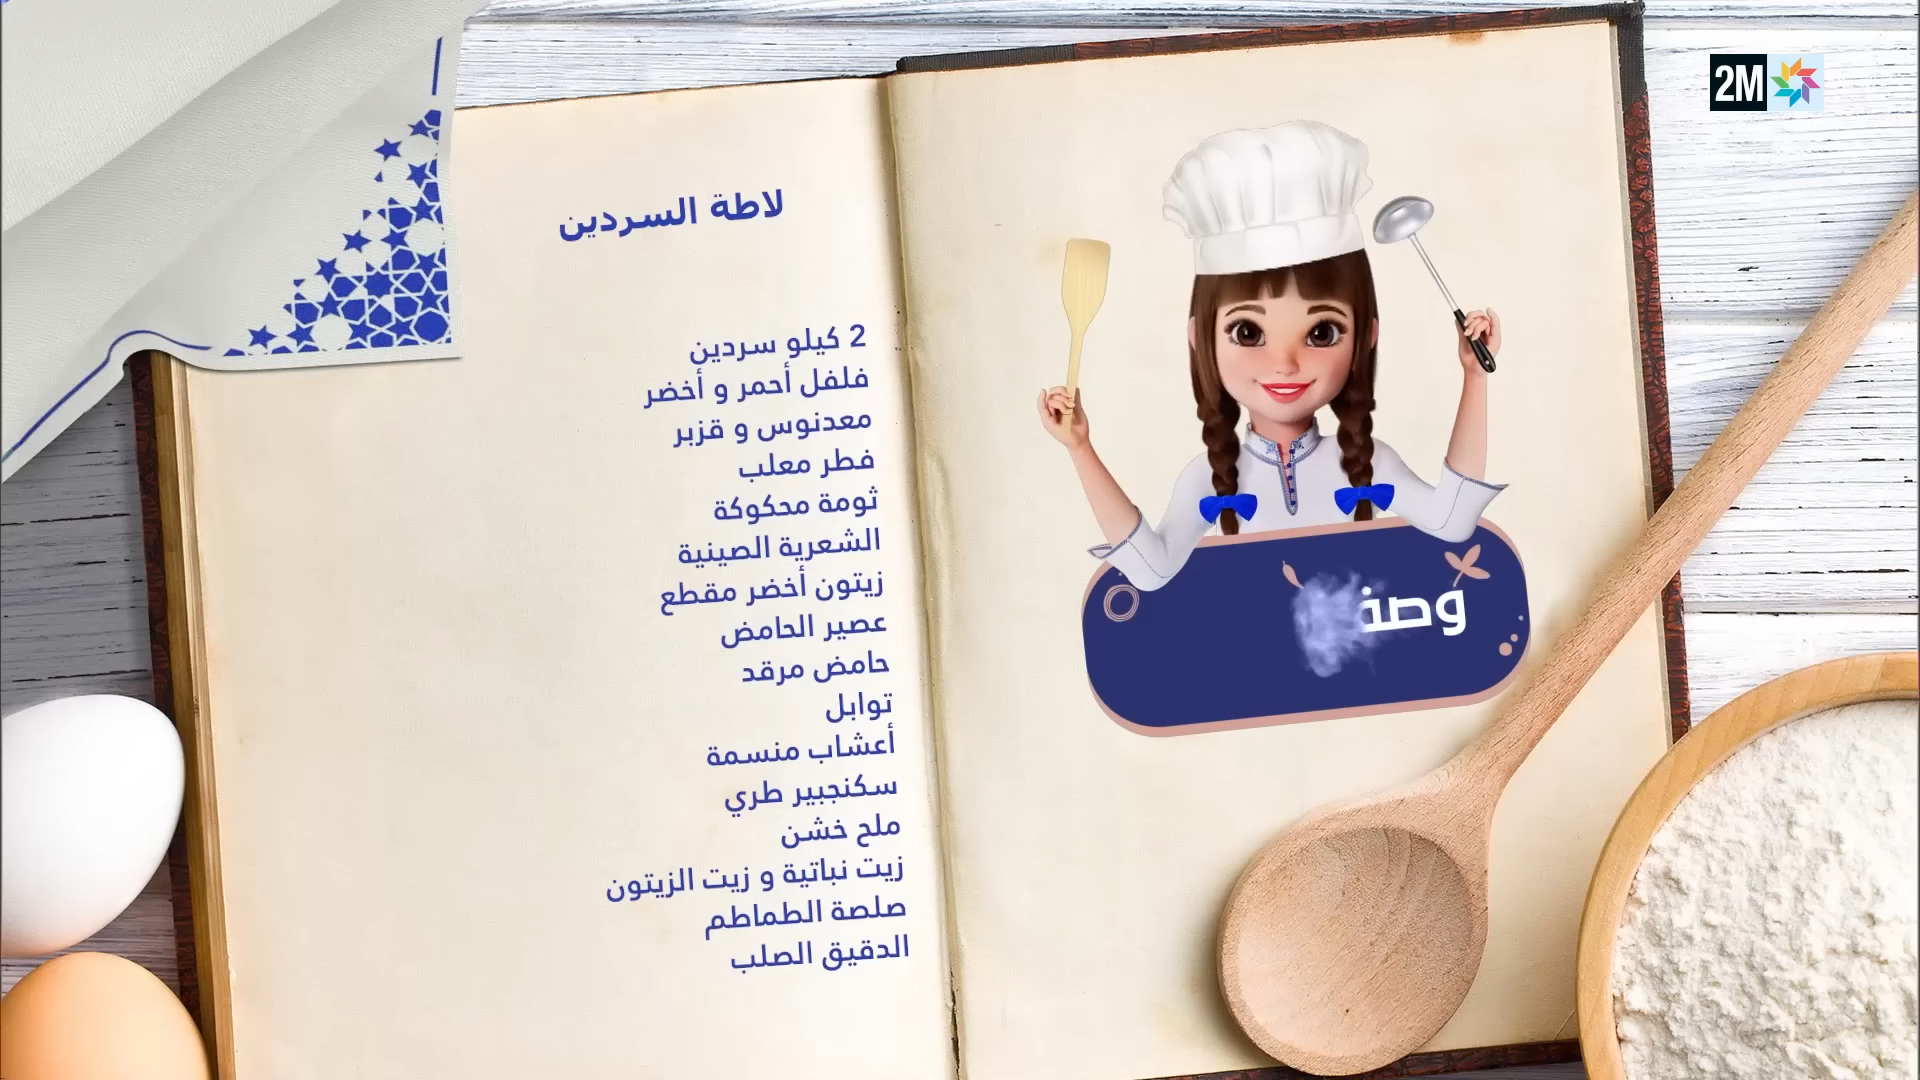 لاطة السردين
2 كيلو سردين
فلفل أحمر و أخضر
معدنوس و قزبر
فطر معلب
ثومة محكوكة
الشعرية الصينية
زيتون أخضر مقطع
عصير الحامض
حامض مرقد
توابل
أعشاب منسمة
سكنجبير طري
ملح خشن
زيت نباتية و زيت الزيتون
صلصة الطماطم
الدقيق الصلب
2M